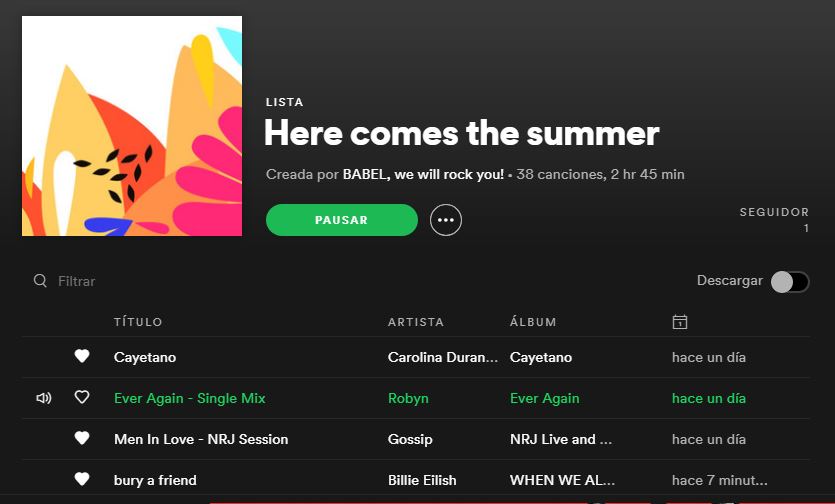 LISTA
Here comes the summer
Creada por BABEL, we will rock you! • 38 canciones, 2 hr 45 min
PAUSAR
SEGUIDOR
1
Filtrar
Descargar
TÍTULO ARTISTA ÁLBUM 1
Cayetano Carolina Duran... Cayetano hace un día
Ever Again - Single Mix Robyn Ever Again hace un día
Men In Love - NRJ Session Gossip NRJ Live and ... hace un día
bury a friend Billie Eilish WHEN WE AL... hace 7 minut...